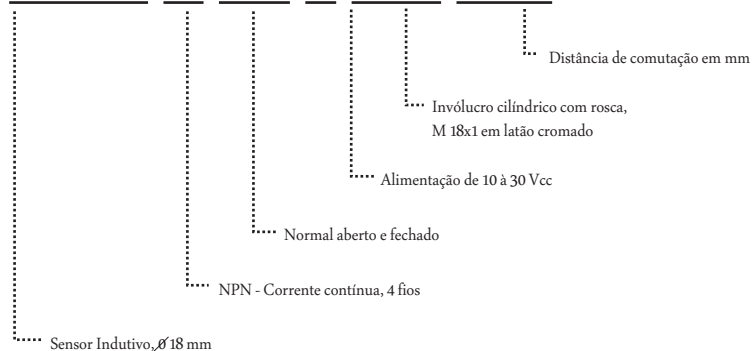 Distância de comutação em mm
Invólucro cilíndrico com rosca,
M 18x1 em latão cromado
Alimentação de 10 à 30 Vcc
Normal aberto e fechado
NPN - Corrente contínua, 4 fios
Sensor Indutivo, Ø 18 mm